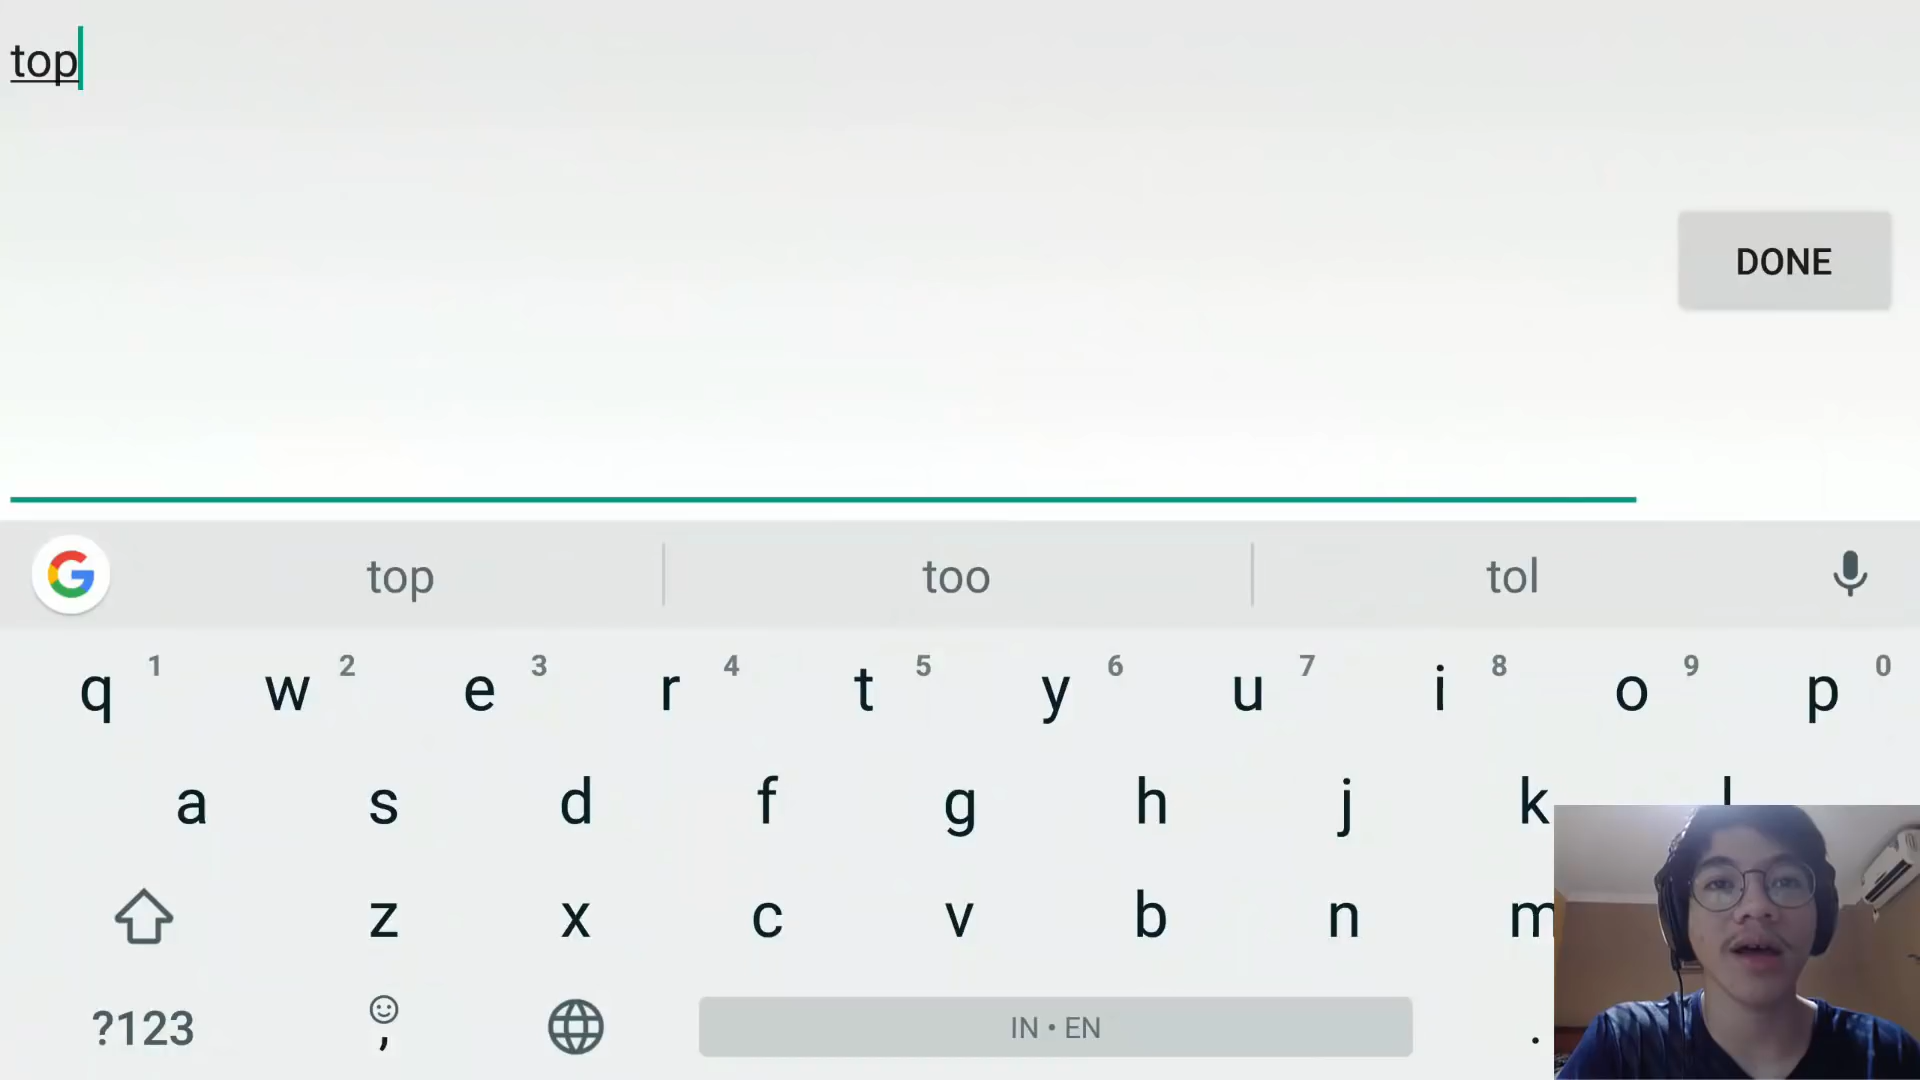 top
DONE
top too tol
q 1 w 2 e 3 r 4 t 5 y 6 u 7 i 8 o 9 p 0
a s d f g h j k l
z x c v b n m
?123 , IN • EN .